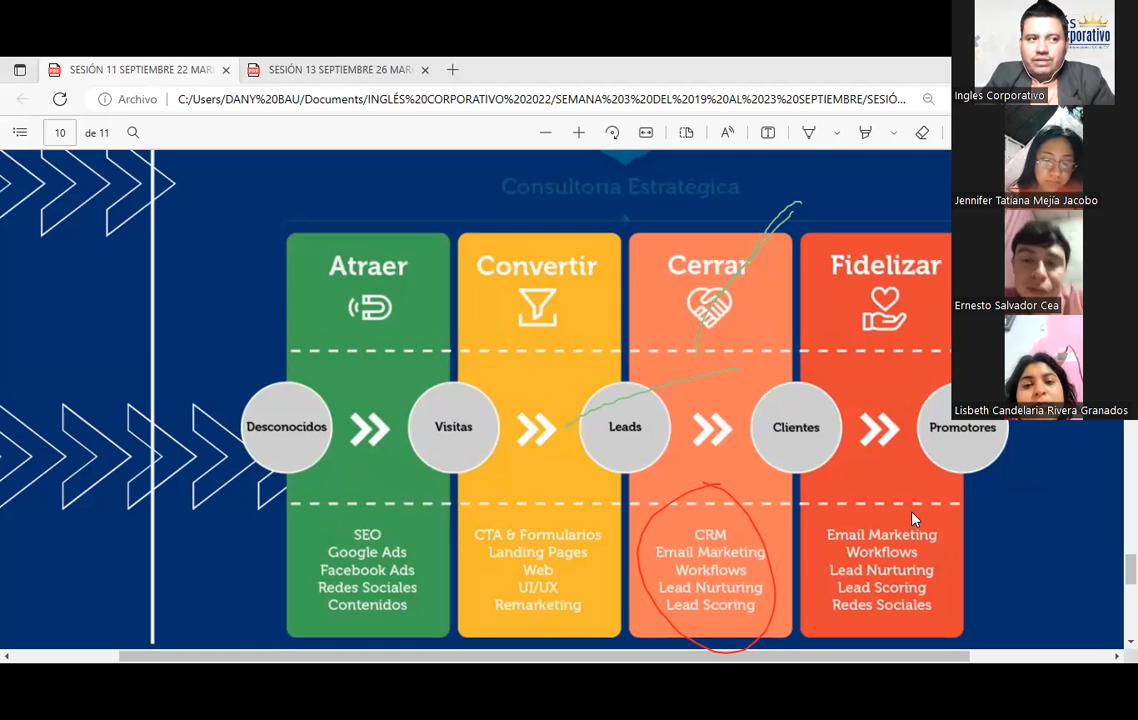 SESIÓN 11 SEPTIEMBRE 22 MAR
SESIÓN 13 SEPTIEMBRE 26 MAR
Archivo
C:/Users/DANY%20BAU/Documents/INGLÉS%20CORPORATIVO%202022/SEMANA%203%20DEL%2019%20AL%2023%20SEPTIEMBRE/SESIÓ...
10
de 11
Consultoria Estratégica
Atraer
Convertir
Cerrar
Fidelizar
Desconocidos
Visitas
Leads
Clientes
Promotores
SEO
Google Ads
Facebook Ads
Redes Sociales
Contenidos
CTA & Formularios
Landing Pages
Web
UI/UX
Remarketing
CRM
Email Marketing
Workflows
Lead Nurturing
Lead Scoring
Email Marketing
Workflows
Lead Nurturing
Lead Scoring
Redes Sociales
Ingles Corporativo
Jennifer Tatiana Mejía Jacobo
Ernesto Salvador Cea
Lisbeth Candelaria Rivera Granados